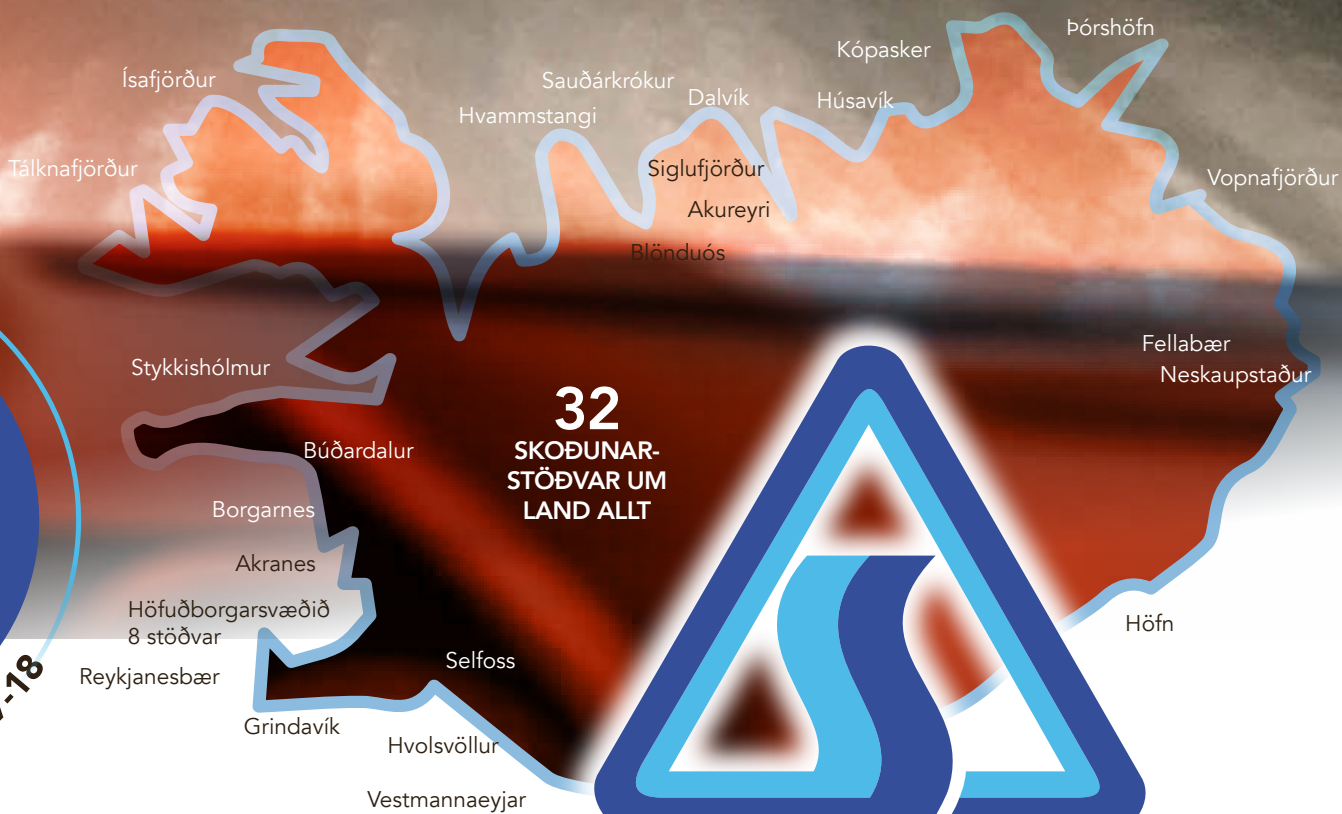 Þórshöfn
Kópasker
Ísafjörður
Sauðárkrókur
Dalvík
Húsavík
Hvammstangi
Tálknafjörður
Siglufjörður
Vopnafjörður
Akureyri
Blönduós
Fellabær
Neskaupstaður
Stykkishólmur
32
SKOÐUNAR-
STÖÐVAR UM
LAND ALLT
Búðardalur
Borgarnes
Akranes
Höfuðborgarsvæðið
8 stöðvar
Höfn
Selfoss
Reykjanesbær
-18
Grindavík
Hvolsvöllur
Vestmannaeyjar